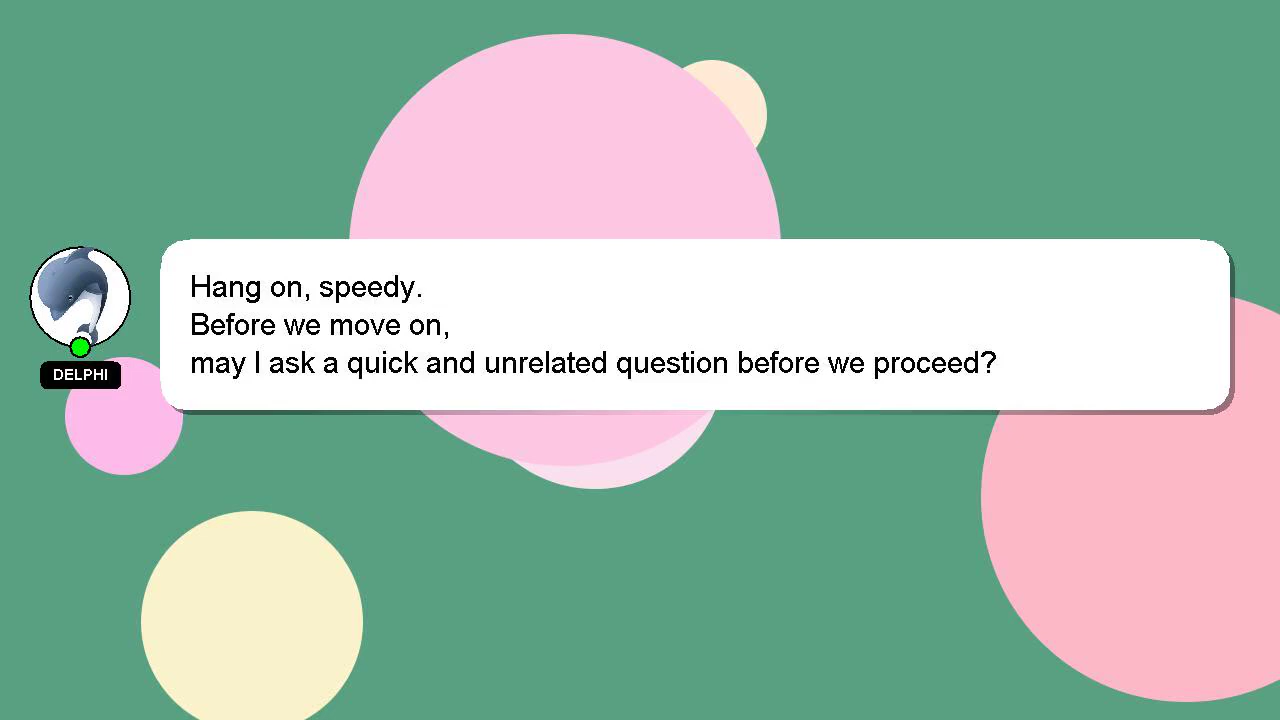 Hang on, speedy.
Before we move on,
may I ask a quick and unrelated question before we proceed?
DELPHI